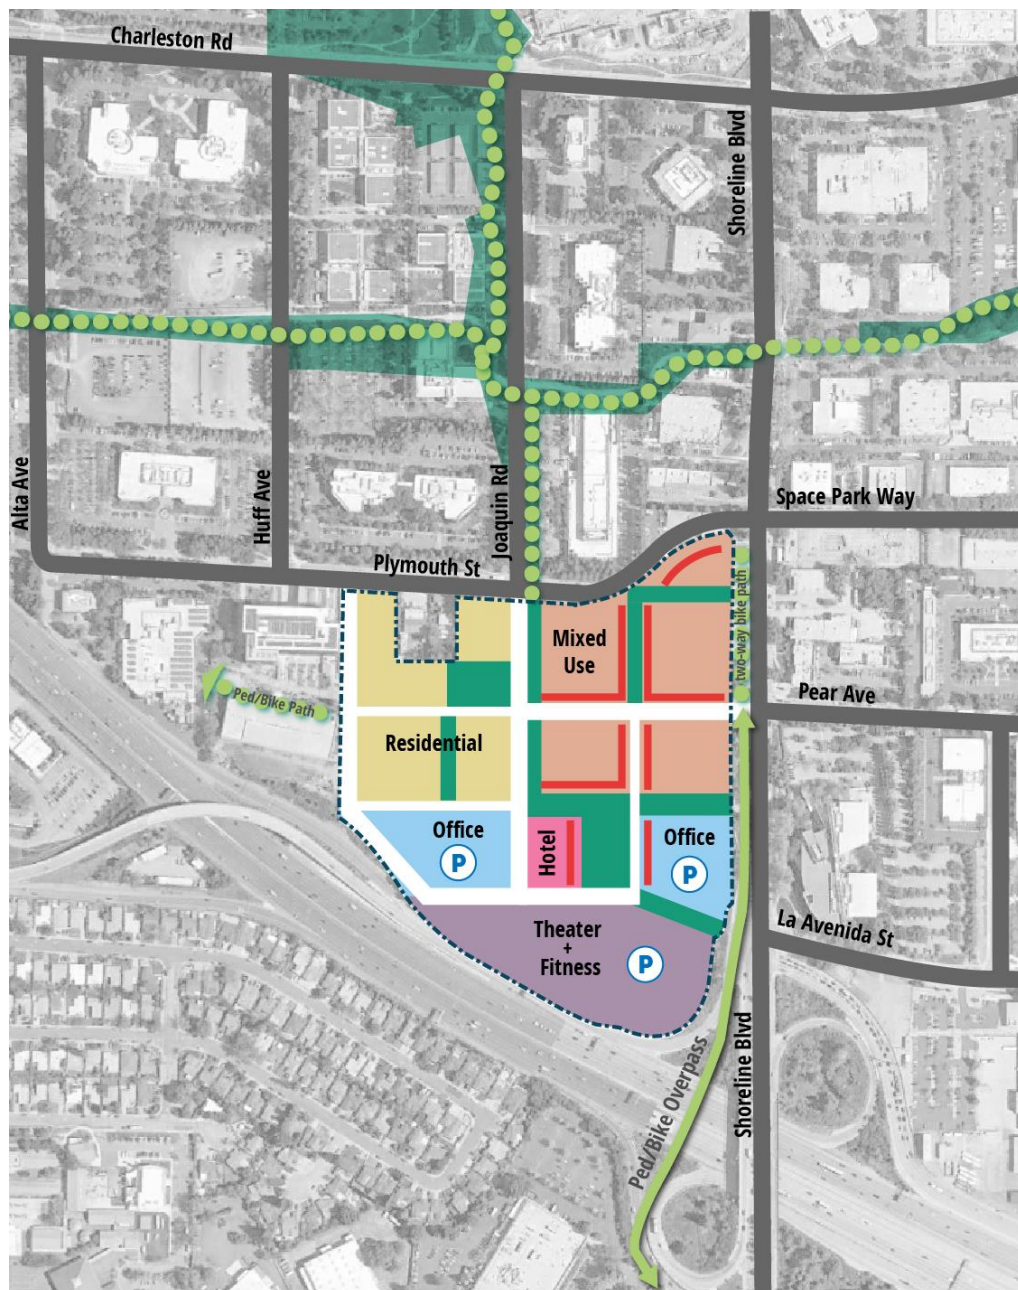 Charleston Rd
Shoreline Blvd
Alta Ave
Huff Ave
Joaquin Rd
Space Park Way
Plymouth St
two-way bike path
Mixed
Use
Ped/Bike Path
Pear Ave
Residential
Office
P
Hotel
Office
P
La Avenida St
Theater
+
Fitness
P
Shoreline Blvd
Ped/Bike Overpass